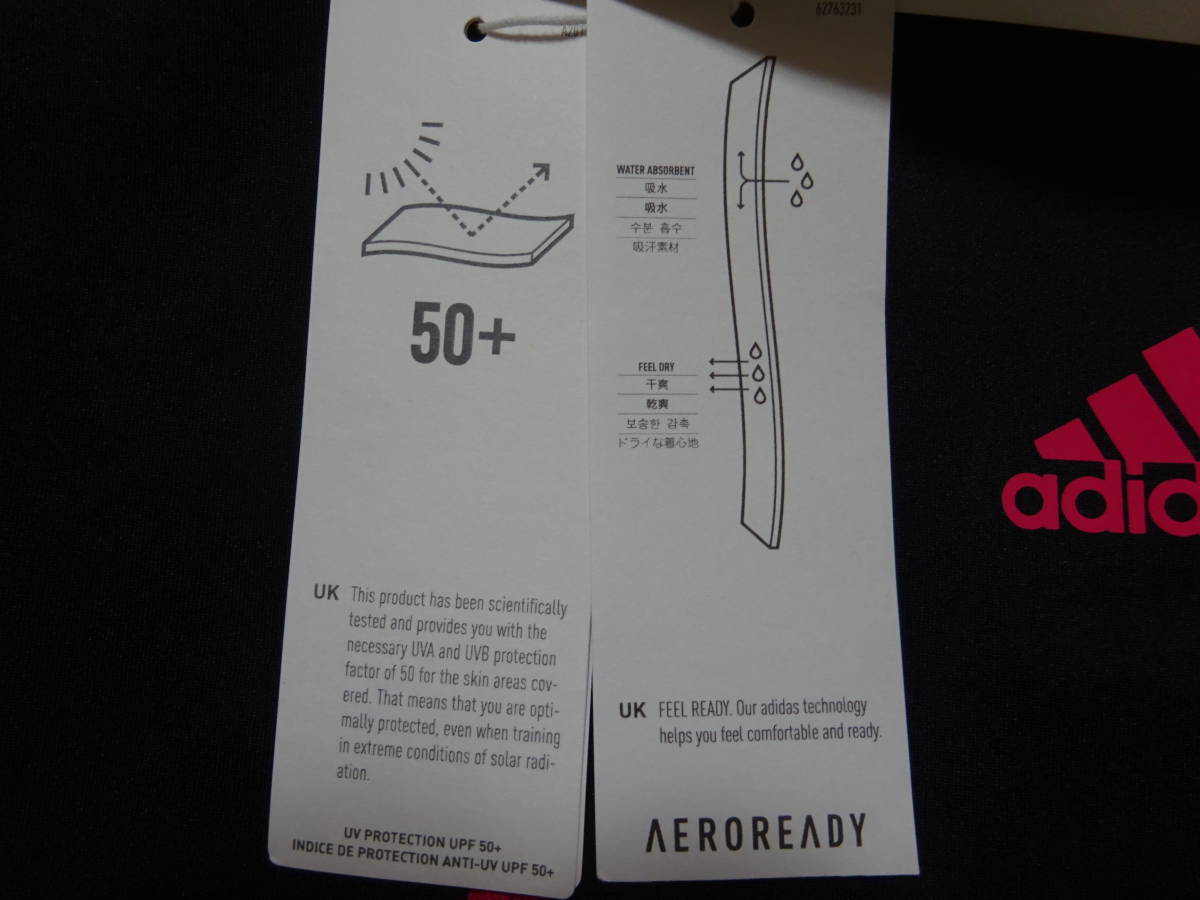 50+
UK This product has been scientifically
tested and provides you with the
necessary UVA and UVB protection
factor of 50 for the skin areas cov-
ered. That means that you are opti-
mally protected, even when training
in extreme conditions of solar radi-
ation.
UV PROTECTION UPF 50+
INDICE DE PROTECTION ANTI-UV UPF 50+
62763231
WATER ABSORBENT
吸水
吸水
수분 흡수
吸汗素材
FEEL DRY
干爽
乾爽
보송한 감촉
ドライな着心地
UK FEEL READY. Our adidas technology
helps you feel comfortable and ready.
AEROREADY
adid